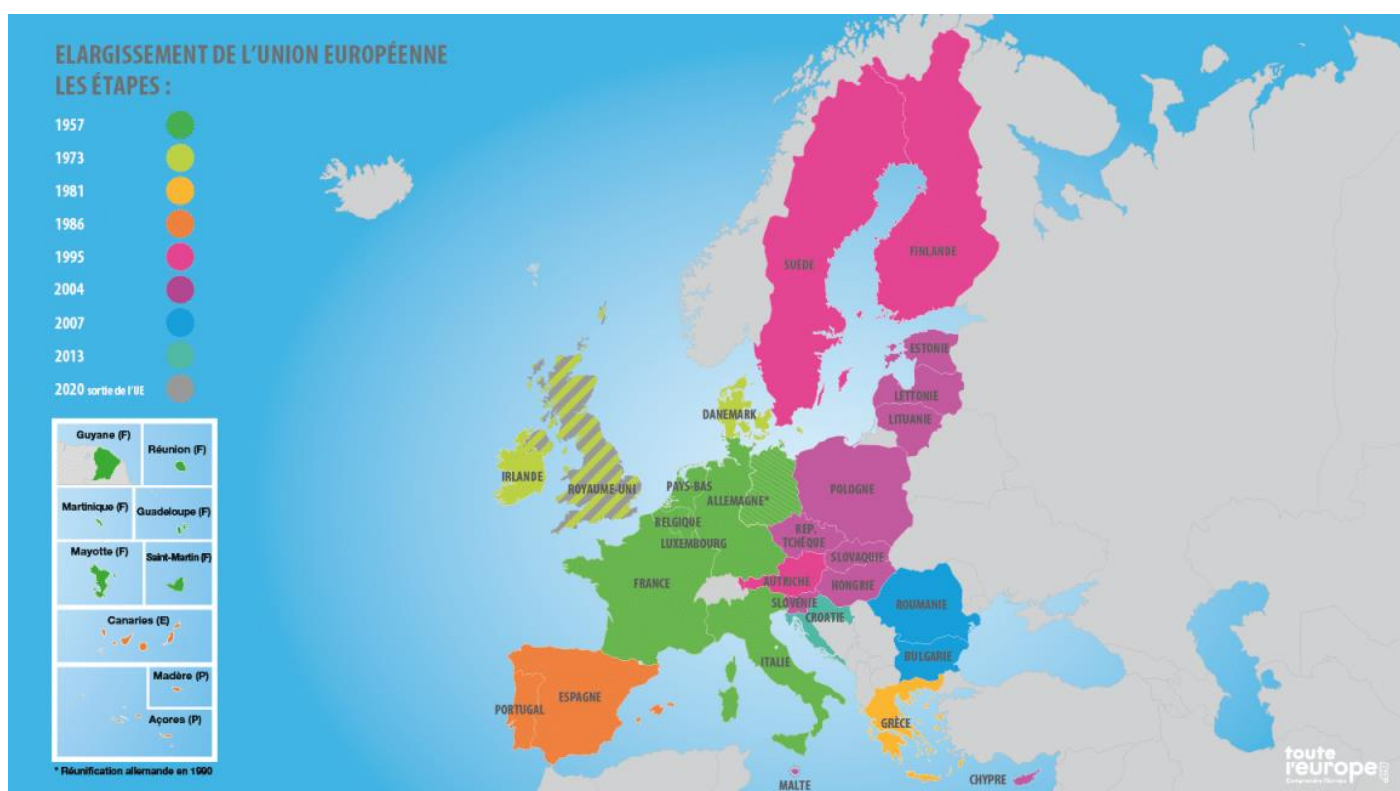 ELARGISSEMENT DE L'UNION EUROPÉENNE
LES ÉTAPES :
1957
1973
1981
1986
1995
2004
2007
2013
2020 sortie de l'UE
Guyane (F)
Réunion (F)
Martinique (F)
Guadeloupe (F)
Mayotte (F)
Saint-Martin (F)
Canaries (E)
Madère (P)
Açores (P)
* Réunification allemande en 1990
SUÈDE
FINLANDE
ESTONIE
LETTONIE
LITUANIE
DANEMARK
IRLANDE
ROYAUME-UNI
PAYS-BAS
ALLEMAGNE*
POLOGNE
BELGIQUE
LUXEMBOURG
RÉP.
TCHÈQUE
SLOVAQUIE
FRANCE
AUTRICHE
HONGRIE
SLOVÉNIE
CROATIE
ROUMANIE
BULGARIE
ITALIE
PORTUGAL
ESPAGNE
GRÈCE
MALTE
CHYPRE
toute
l'europe
Comprendre l'Europe